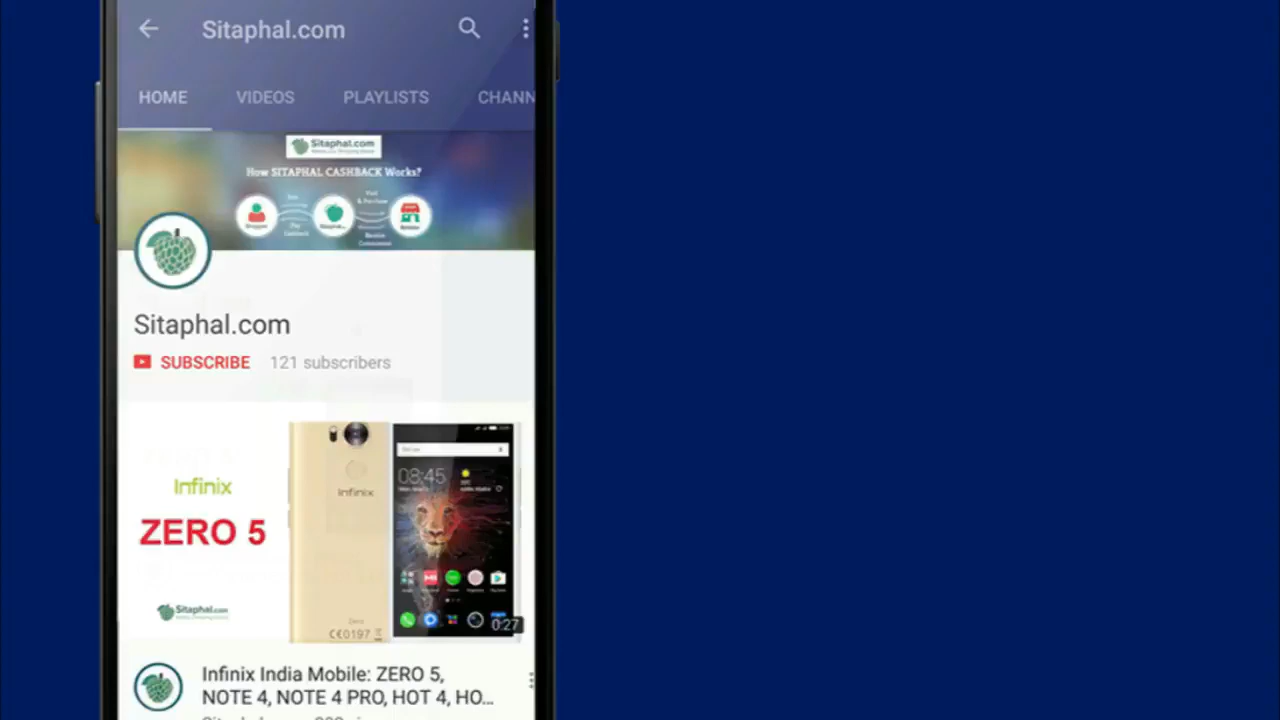 Sitaphal.com
HOME VIDEOS PLAYLISTS CHANN
Sitaphal.com
How SITAPHAL CASHBACK Works?
Sitaphal.com
SUBSCRIBE 121 subscribers
Infinix
ZERO 5
Sitaphal.com
Infinix
08:45
Zero
CE0197
0:27
Infinix India Mobile: ZERO 5,
NOTE 4, NOTE 4 PRO, HOT 4, HO...